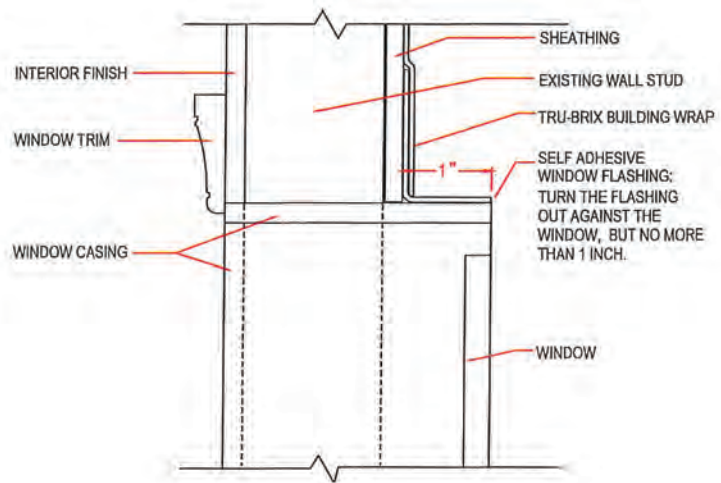 INTERIOR FINISH
WINDOW TRIM
WINDOW CASING
SHEATHING
EXISTING WALL STUD
TRU-BRIX BUILDING WRAP
1"
SELF ADHESIVE
WINDOW FLASHING:
TURN THE FLASHING
OUT AGAINST THE
WINDOW, BUT NO MORE
THAN 1 INCH.
WINDOW